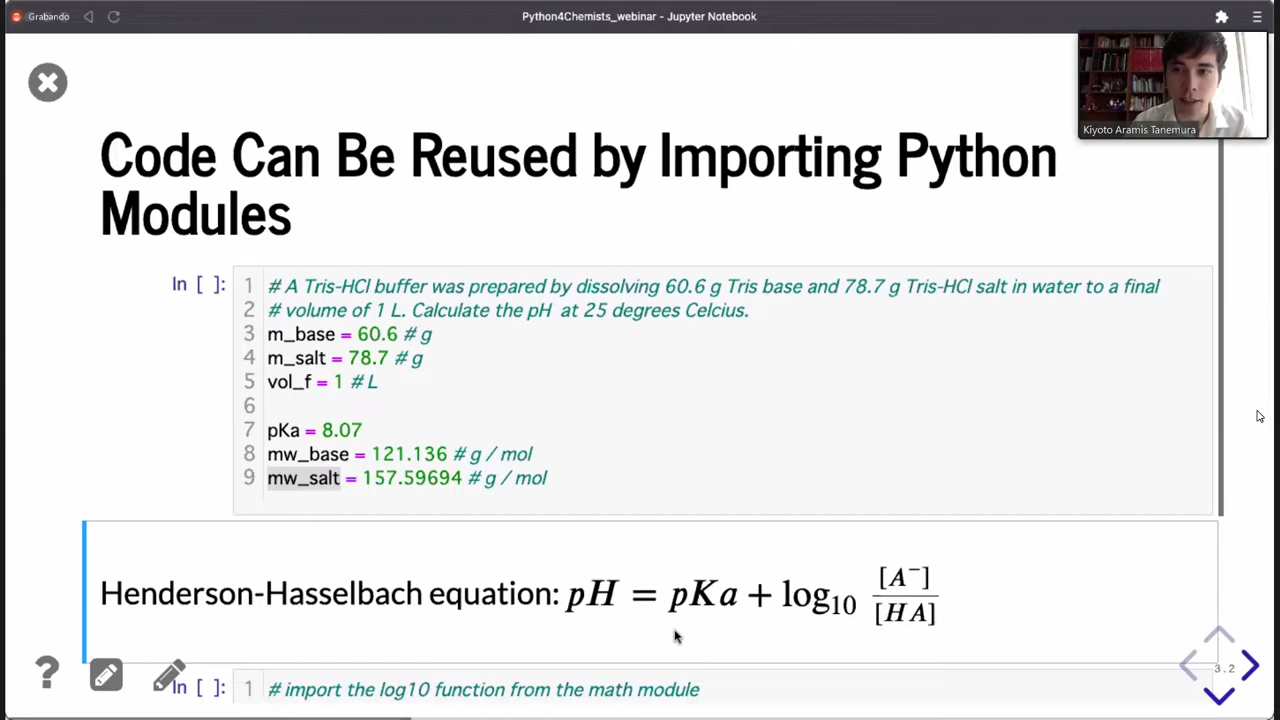 Grabando
Python4Chemists_webinar - Jupyter Notebook
Kiyoto Aramis Tanemura
Code Can Be Reused by Importing Python
Modules
In [ ]:
1 # A Tris-HCl buffer was prepared by dissolving 60.6 g Tris base and 78.7 g Tris-HCl salt in water to a final
2 # volume of 1 L. Calculate the pH at 25 degrees Celcius.
3 m_base = 60.6 # g
4 m_salt = 78.7 # g
5 vol_f = 1 # L
6
7 pKa = 8.07
8 mw_base = 121.136 # g / mol
9 mw_salt = 157.59694 # g / mol
Henderson-Hasselbach equation: pH = pKa + log10 [A−]/[HA]
3.2
In [ ]: 1 # import the log10 function from the math module